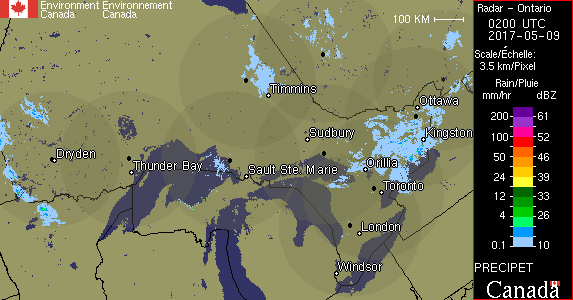 Environment Environnement
Canada Canada
100 KM
Timmins
Ottawa
Sudbury
Kingston
Dryden
Thunder Bay
Sault Ste. Marie
Orillia
Toronto
London
Windsor
Radar - Ontario
0200 UTC
2017-05-09
Scale/Échelle:
3.5 km/Pixel
Rain/Pluie
mm/hr dBZ
200 61
100 52
50 46
24 39
12 33
4 26
0.1 10
PRECIPET
Canada